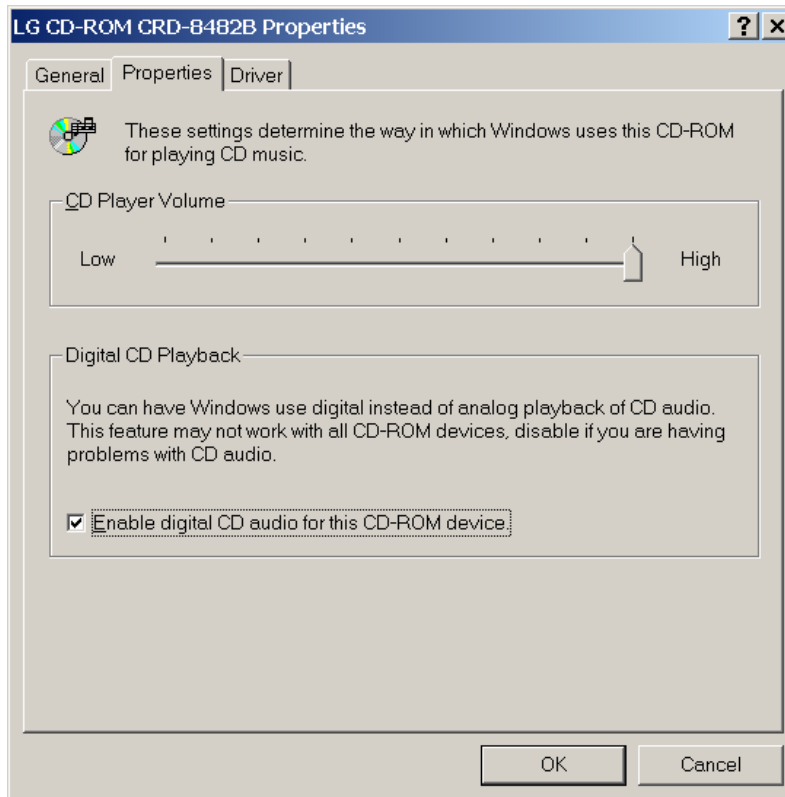 LG CD-ROM CRD-8482B Properties
General Properties Driver
These settings determine the way in which Windows uses this CD-ROM
for playing CD music.
CD Player Volume
Low High
Digital CD Playback
You can have Windows use digital instead of analog playback of CD audio.
This feature may not work with all CD-ROM devices, disable if you are having
problems with CD audio.
Enable digital CD audio for this CD-ROM device.
OK Cancel